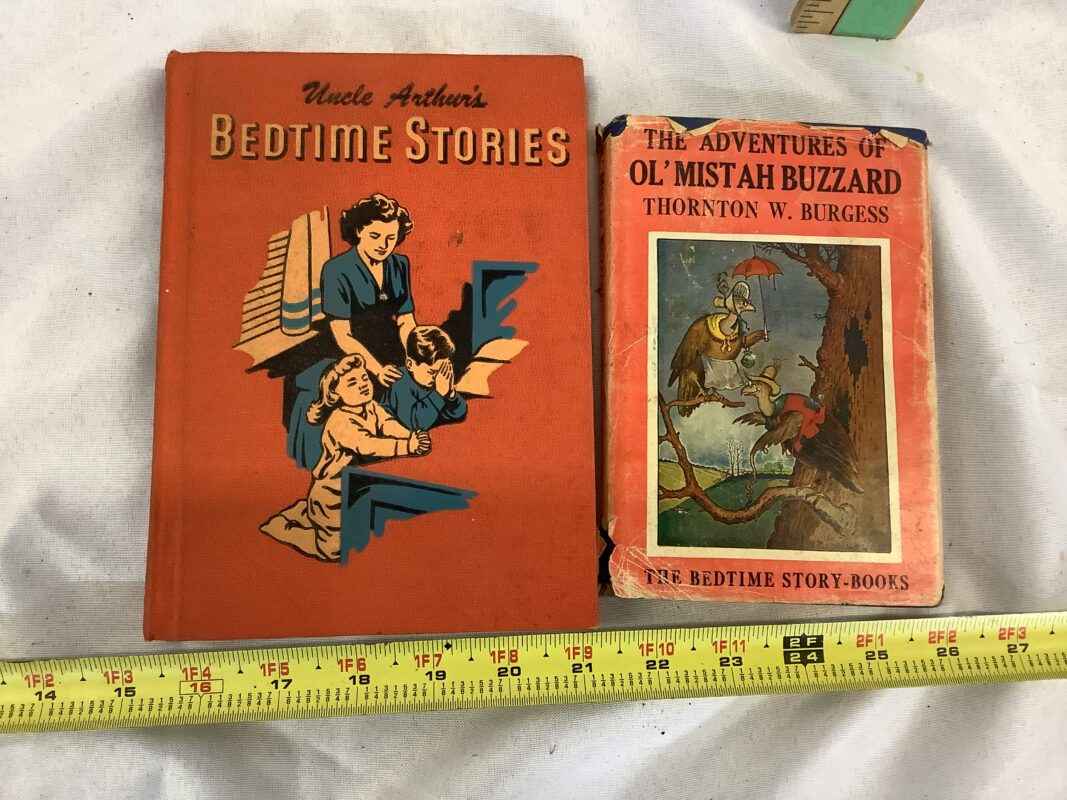 Uncle Arthur's
BEDTIME STORIES
THE ADVENTURES OF
OL' MISTAH BUZZARD
THORNTON W. BURGESS
THE BEDTIME STORY-BOOKS
1F2 1F3 1F4 1F5 1F6 1F7 1F8 1F9 1F10 1F11 2F 2F1 2F2 2F3
14 15 16 17 18 19 20 21 22 23 24 25 26 27